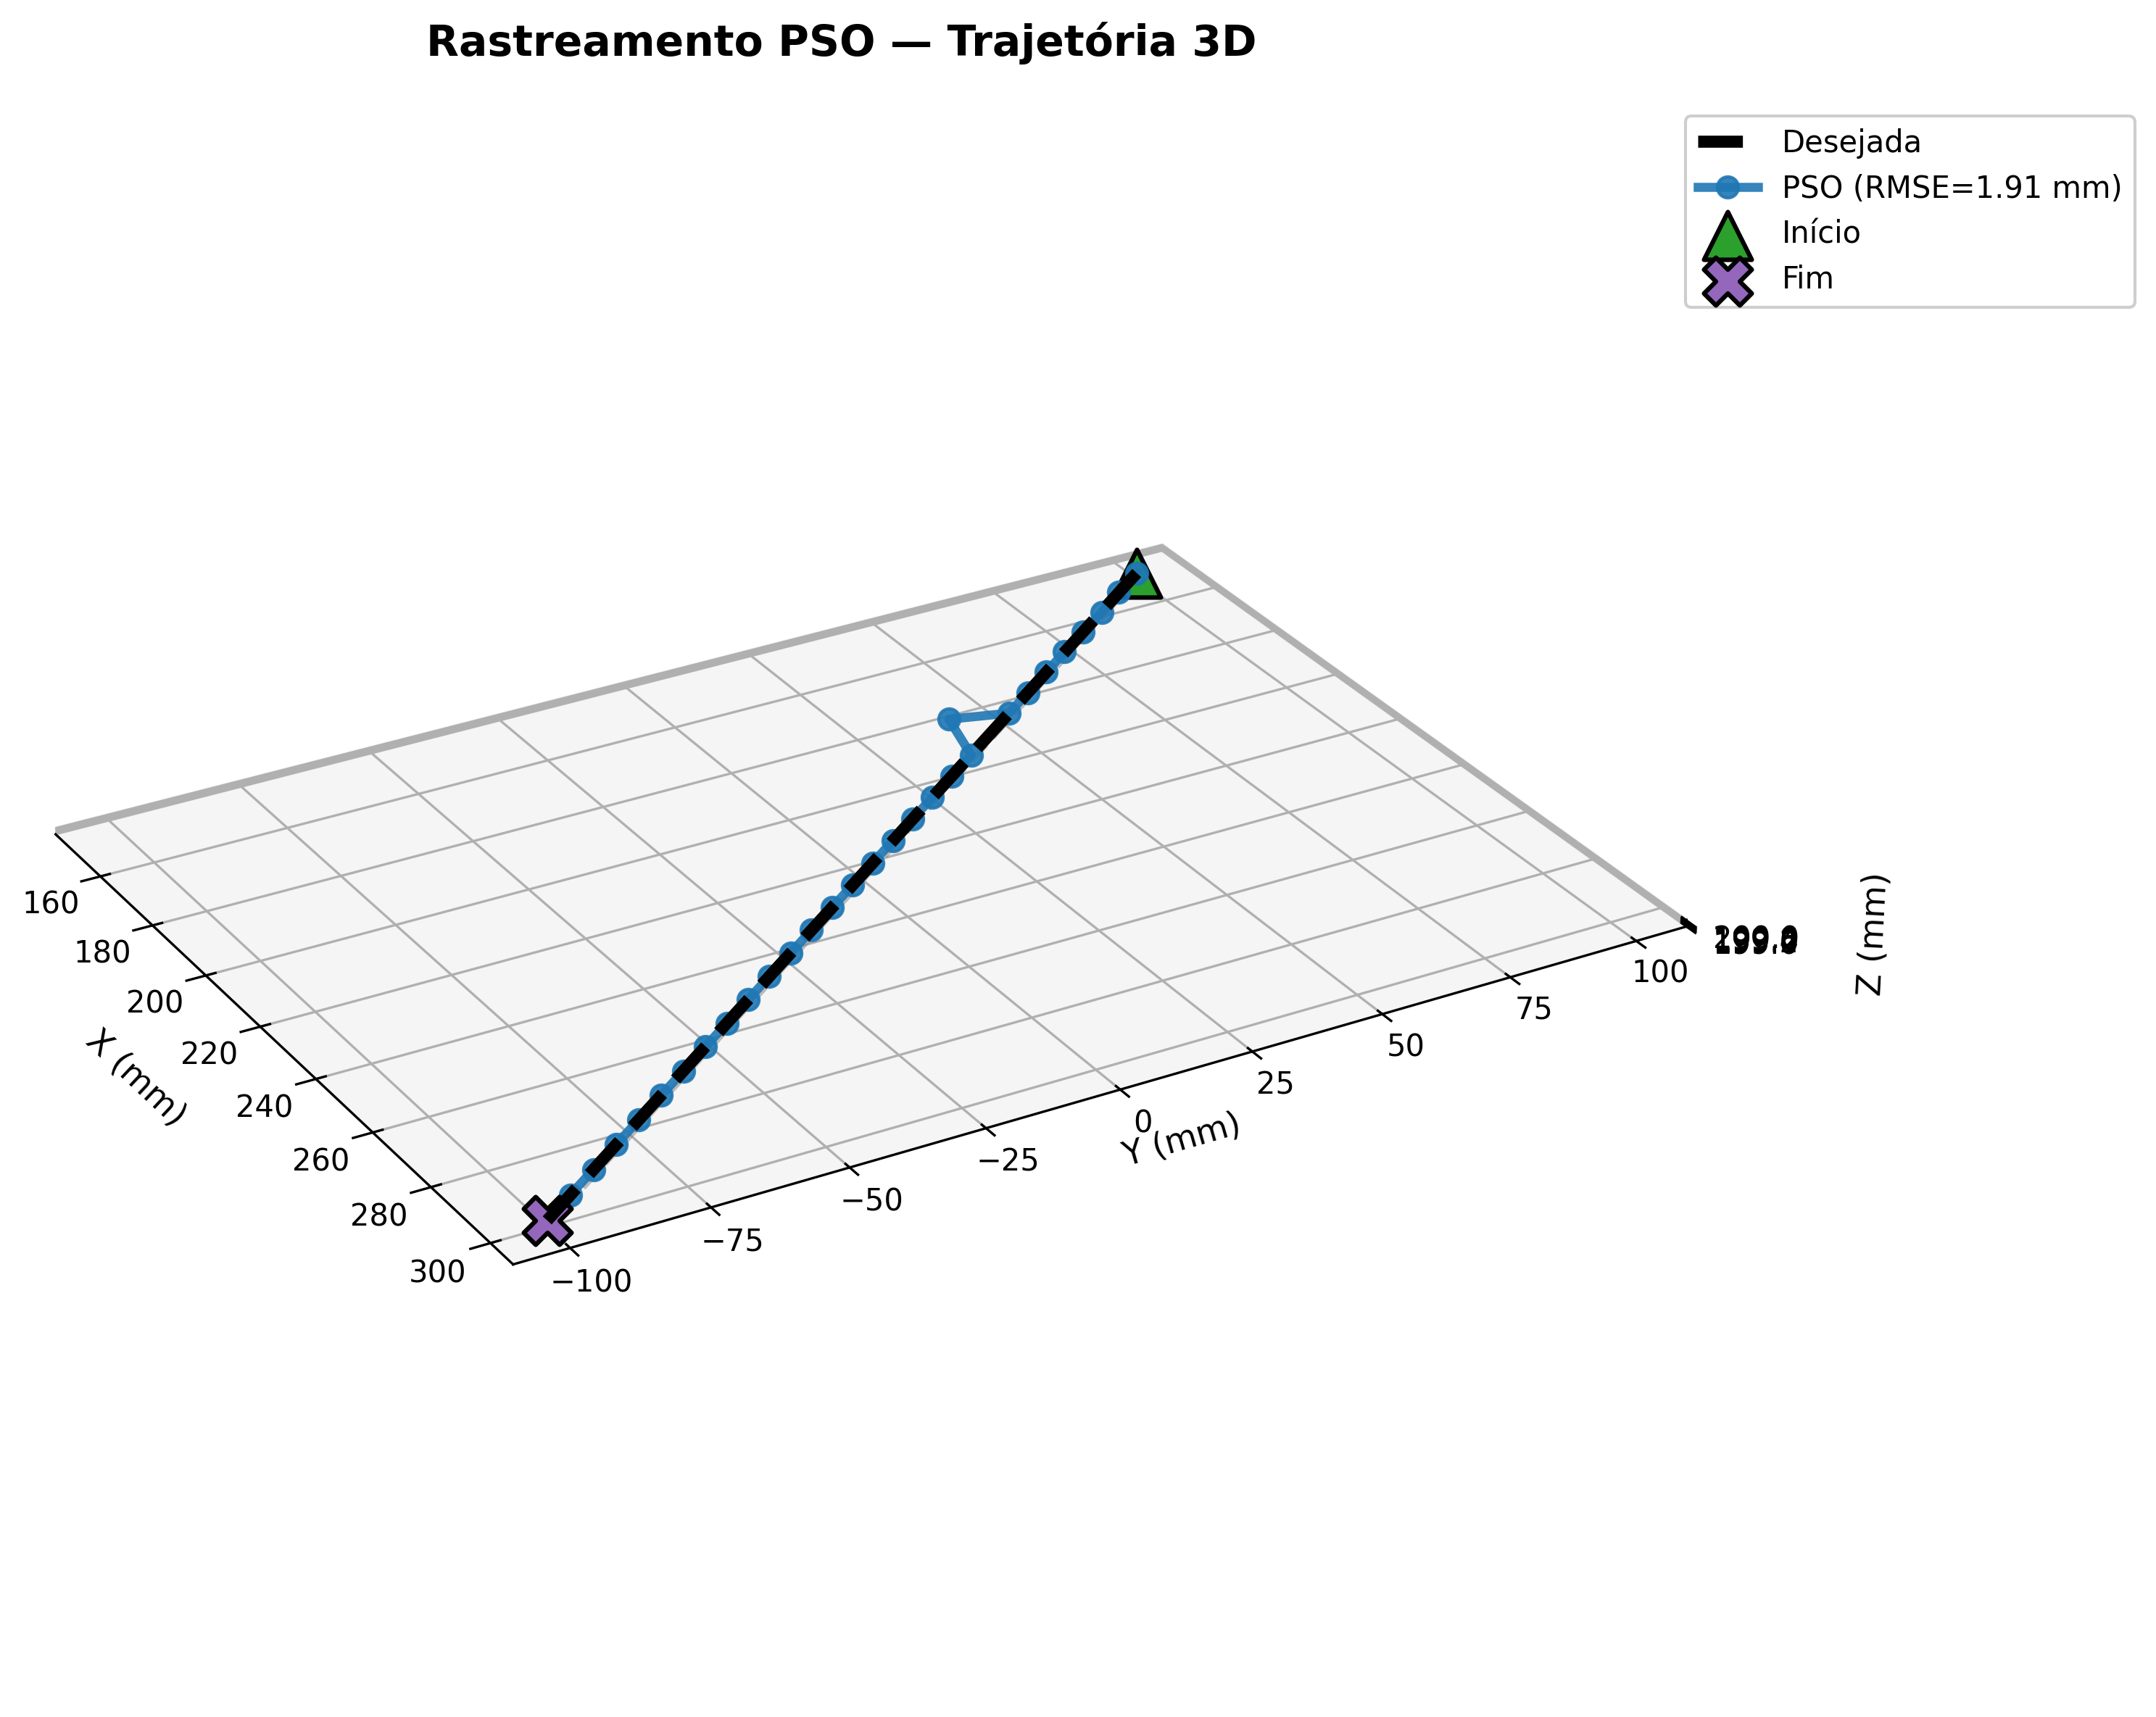 Rastreamento PSO — Trajetória 3D
Desejada
PSO (RMSE=1.91 mm)
Início
Fim
160
180
200
220
240
260
280
300
X (mm)
−100
−75
−50
−25
0
25
50
75
100
Y (mm)
Z (mm)